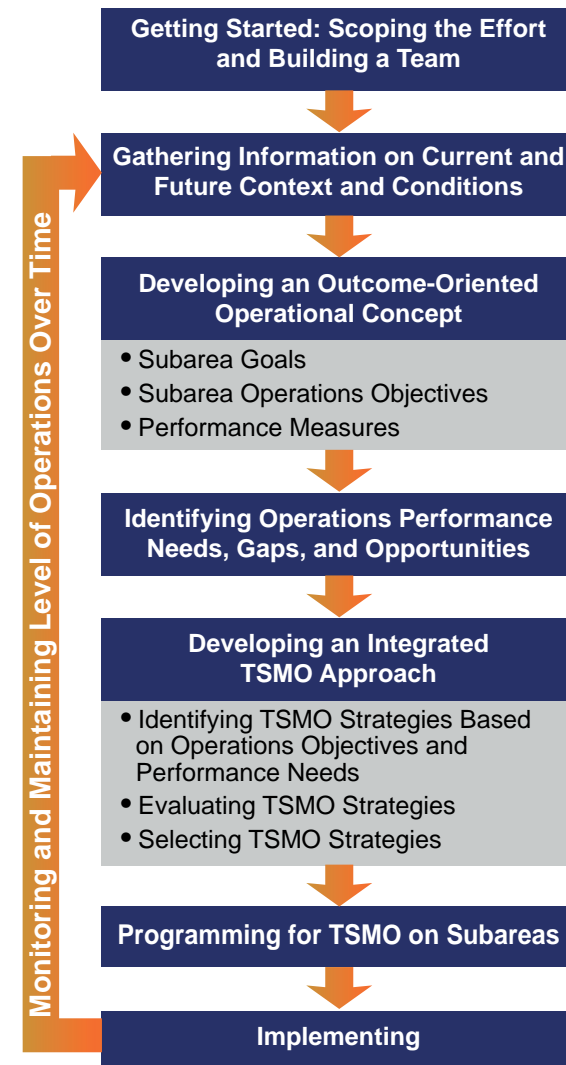 Getting Started: Scoping the Effort
and Building a Team
Gathering Information on Current and
Future Context and Conditions
Developing an Outcome-Oriented
Operational Concept
• Subarea Goals
• Subarea Operations Objectives
• Performance Measures
Identifying Operations Performance
Needs, Gaps, and Opportunities
Developing an Integrated
TSMO Approach
• Identifying TSMO Strategies Based
on Operations Objectives and
Performance Needs
• Evaluating TSMO Strategies
• Selecting TSMO Strategies
Programming for TSMO on Subareas
Implementing
Monitoring and Maintaining Level of Operations Over Time